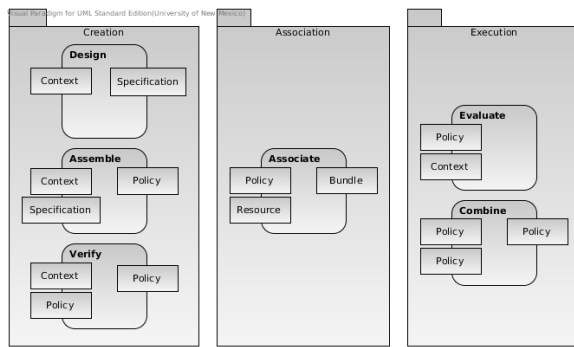 Visual Paradigm for UML Standard Edition(University of New Mexico)
Creation
Design
Context
Specification
Assemble
Context
Policy
Specification
Verify
Context
Policy
Policy
Association
Associate
Policy
Bundle
Resource
Execution
Evaluate
Policy
Context
Combine
Policy
Policy
Policy